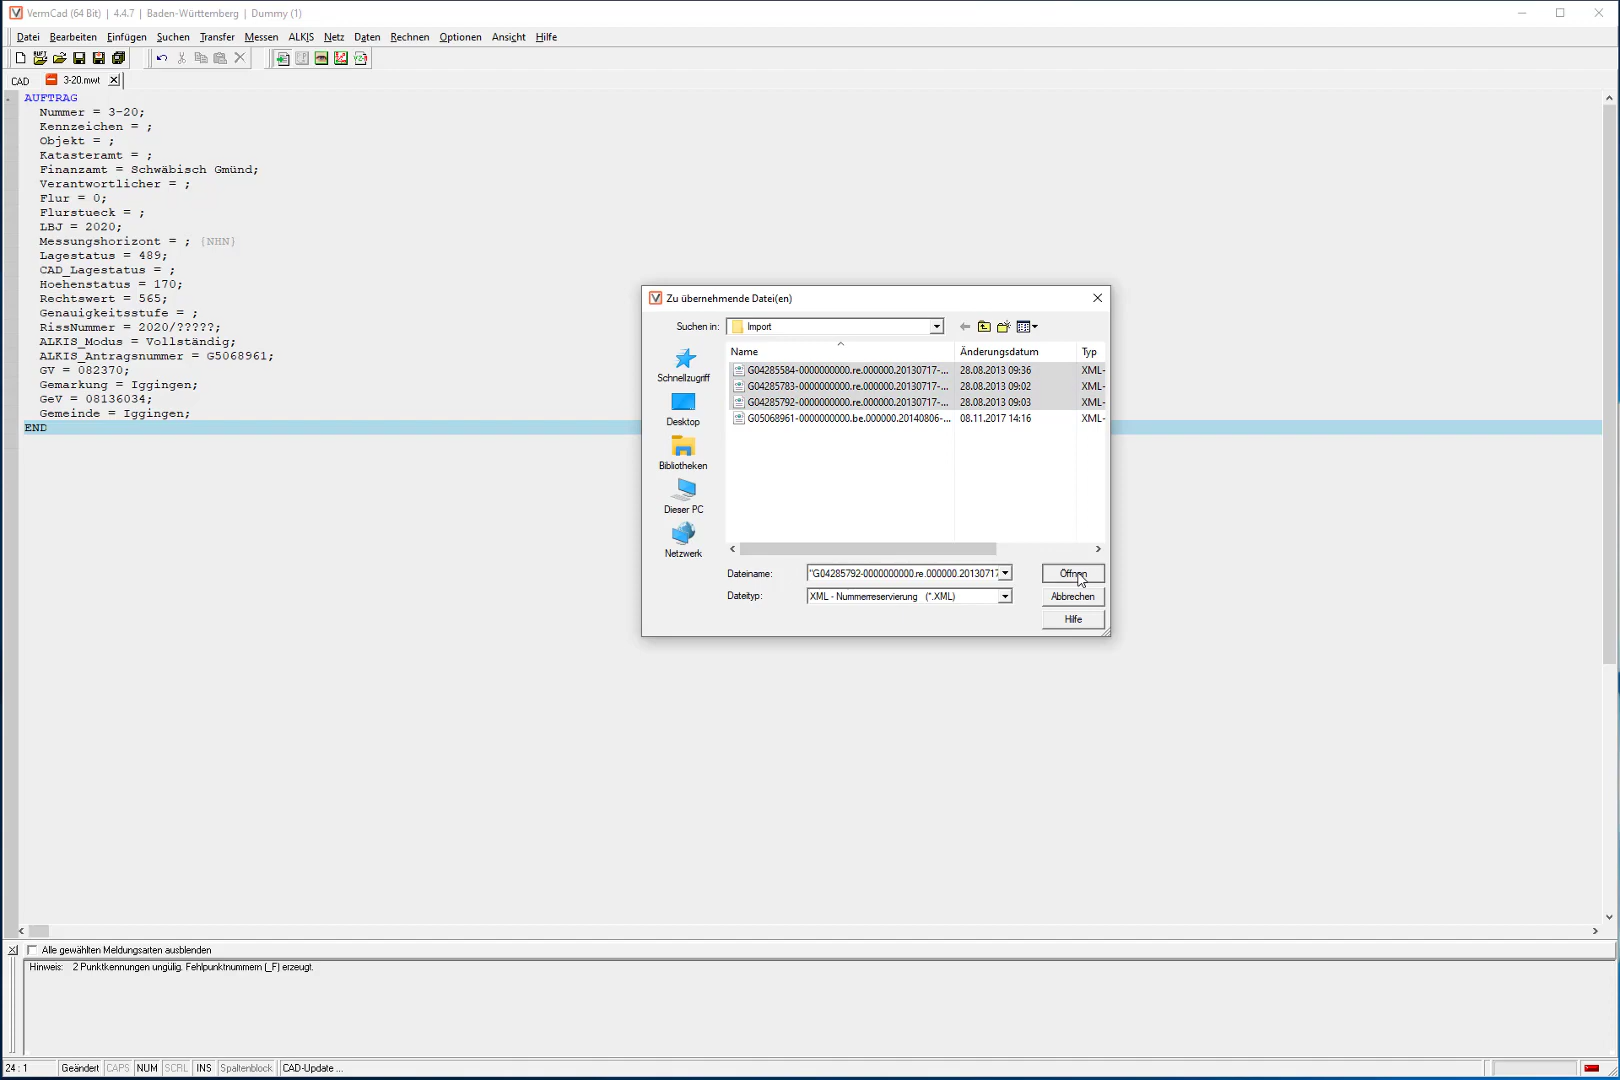 VermCad (64 Bit) | 4.4.7 | Baden-Württemberg | Dummy (1)
Datei Bearbeiten Einfügen Suchen Transfer Messen ALKIS Netz Daten Rechnen Optionen Ansicht Hilfe
CAD 3-20.mwt
AUFTRAG
Nummer = 3-20;
Kennzeichen = ;
Objekt = ;
Katasteramt = ;
Finanzamt = Schwäbisch Gmünd;
Verantwortlicher = ;
Flur = 0;
Flurstueck = ;
LBJ = 2020;
Messungshorizont = ; {NHN}
Lagestatus = 489;
CAD_Lagestatus = ;
Hoehenstatus = 170;
Rechtswert = 565;
Genauigkeitsstufe = ;
RissNummer = 2020/?????;
ALKIS_Modus = Vollständig;
ALKIS_Antragsnummer = G5068961;
GV = 082370;
Gemarkung = Iggingen;
GeV = 08136034;
Gemeinde = Iggingen;
END
Zu übernehmende Datei(en)
Suchen in: Import
Name Änderungsdatum Typ
G04285584-0000000000.re.000000.20130717-... 28.08.2013 09:36 XML-
G04285783-0000000000.re.000000.20130717-... 28.08.2013 09:02 XML-
G04285792-0000000000.re.000000.20130717-... 28.08.2013 09:03 XML-
G05068961-0000000000.be.000000.20140806-... 08.11.2017 14:16 XML-
Schnellzugriff
Desktop
Bibliotheken
Dieser PC
Netzwerk
Dateiname: "G04285792-0000000000.re.000000.20130717 Öffnen
Dateityp: XML - Nummerreservierung (*.XML) Abbrechen
Hilfe
Alle gewählten Meldungsarten ausblenden
Hinweis: 2 Punktkennungen ungülig. Fehlpunktnummern (_F) erzeugt.
24 : 1 Geändert CAPS NUM SCRL INS Spaltenblock CAD-Update ...